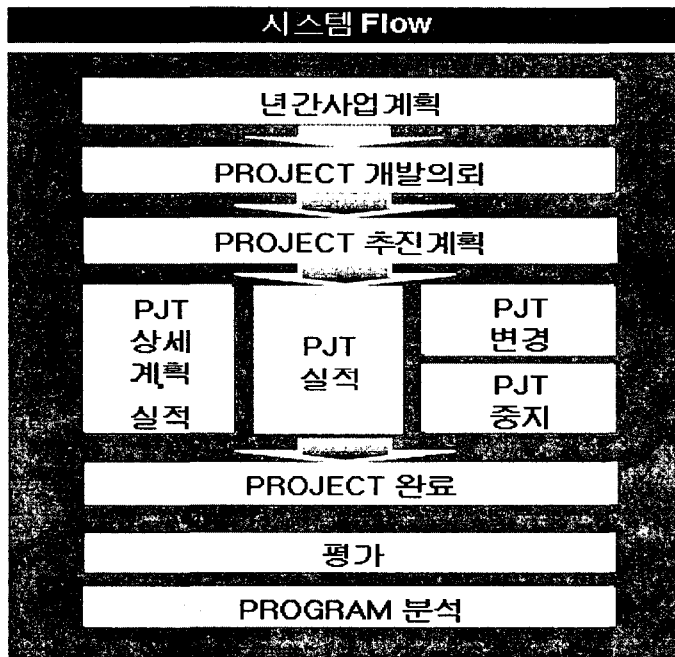 시스템 Flow
년간사업계획
PROJECT 개발의뢰
PROJECT 추진계획
PJT
상세
계획
실적
PJT
실적
PJT
변경
PJT
중지
PROJECT 완료
평가
PROGRAM 분석